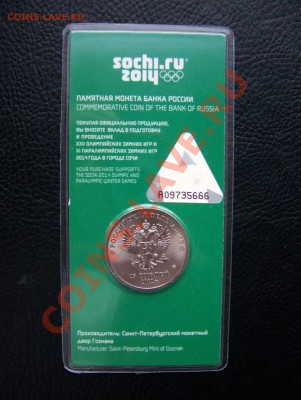 COINS.SU
COINS-LAVE.RU
sochi.ru
2014
ПАМЯТНАЯ МОНЕТА БАНКА РОССИИ
COMMEMORATIVE COIN OF THE BANK OF RUSSIA
ПОКУПАЯ ОФИЦИАЛЬНУЮ ПРОДУКЦИЮ,
ВЫ ВНОСИТЕ ВКЛАД В ПОДГОТОВКУ
И ПРОВЕДЕНИЕ
XXII ОЛИМПИЙСКИХ ЗИМНИХ ИГР И
XI ПАРАЛИМПИЙСКИХ ЗИМНИХ ИГР
2014 ГОДА В ГОРОДЕ СОЧИ
YOUR PURCHASE SUPPORTS
THE SOCHI 2014 OLYMPIC AND
PARALYMPIC WINTER GAMES
A09735666
Производитель: Санкт-Петербургский монетный
двор Гознака
Manufacturer: Saint-Petersburg Mint of Goznak